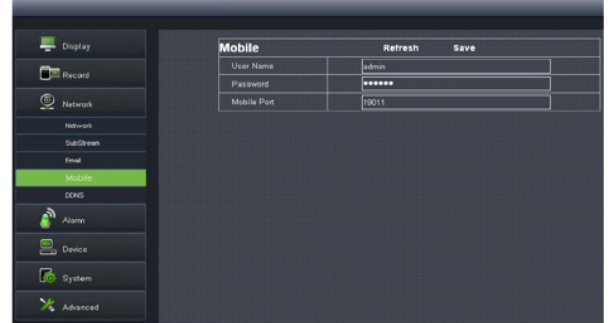 Display
Record
Network
Network
SubStream
Email
Mobile
DDNS
Alarm
Device
System
Advanced
Mobile Refresh Save
User Name admin
Password ●●●●●●
Mobile Port 19011